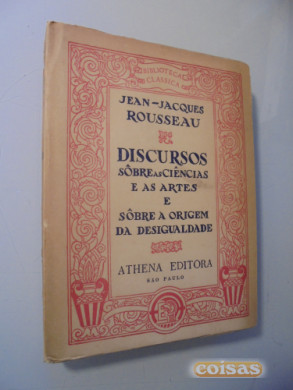 BIBLIOTECA
CLASSICA
JEAN-JACQUES
ROUSSEAU
DISCURSOS
SÔBRE AS CIÊNCIAS
E AS ARTES
E
SÔBRE A ORIGEM
DA DESIGUALDADE
ATHENA EDITORA
SÃO PAULO
coisas